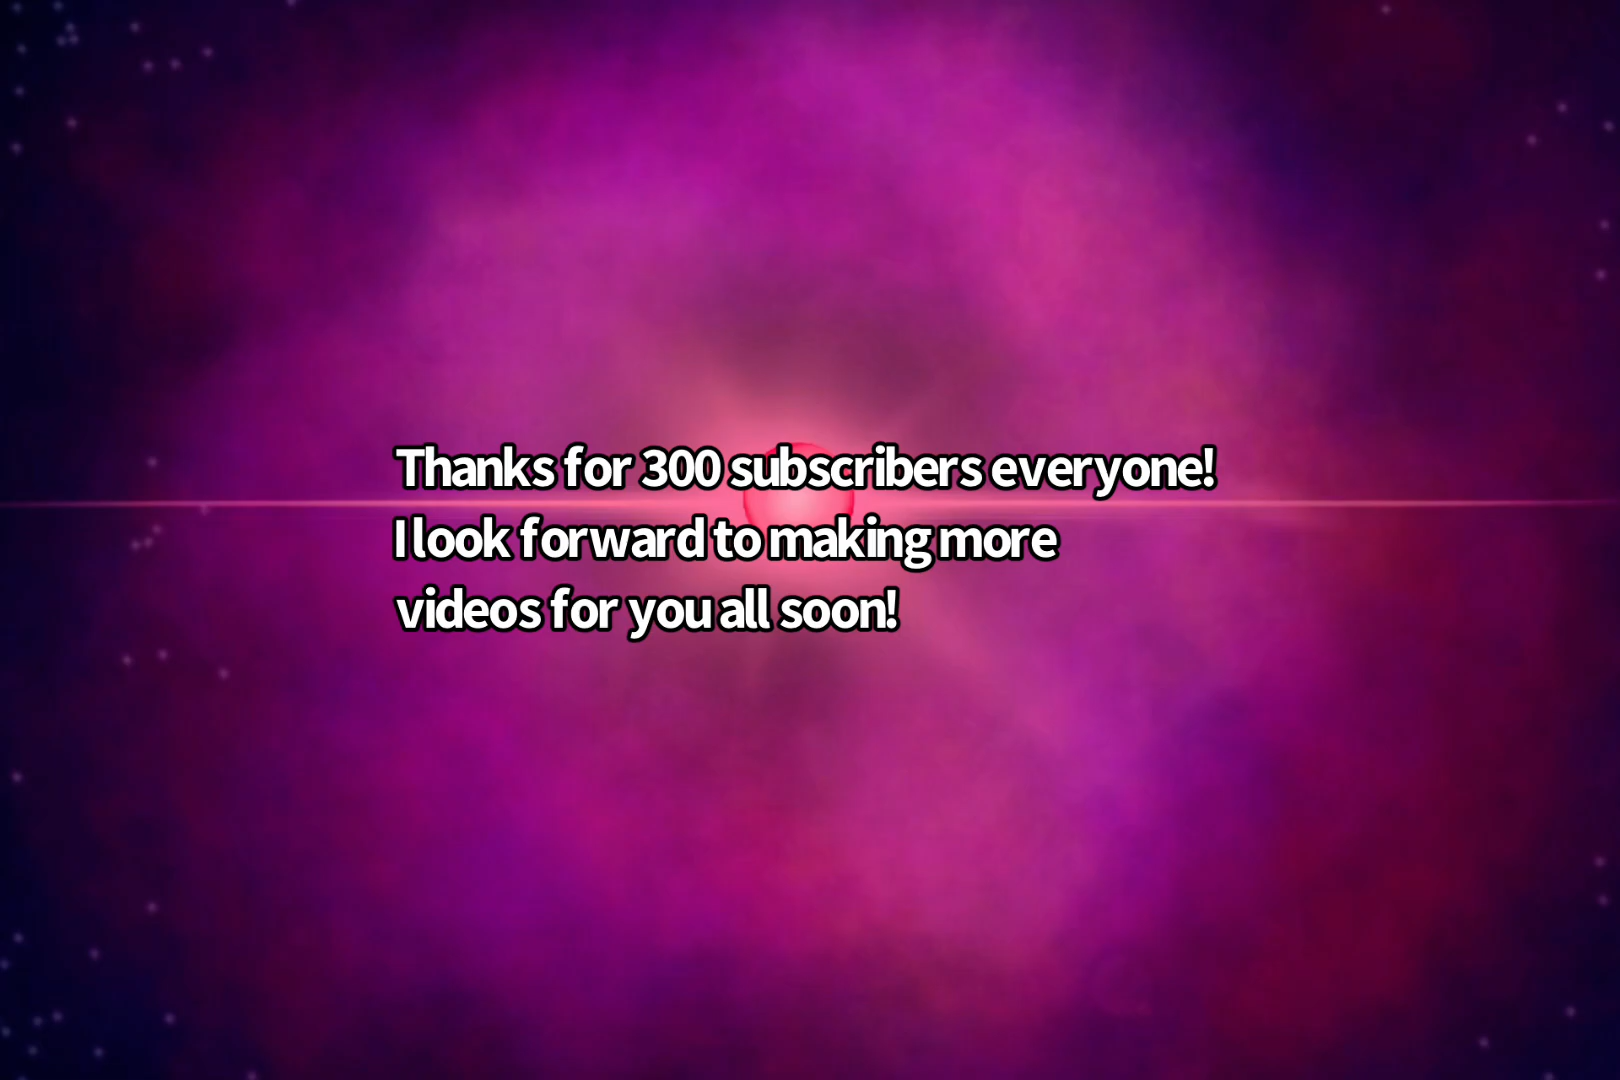 Thanks for 300 subscribers everyone!
I look forward to making more
videos for you all soon!